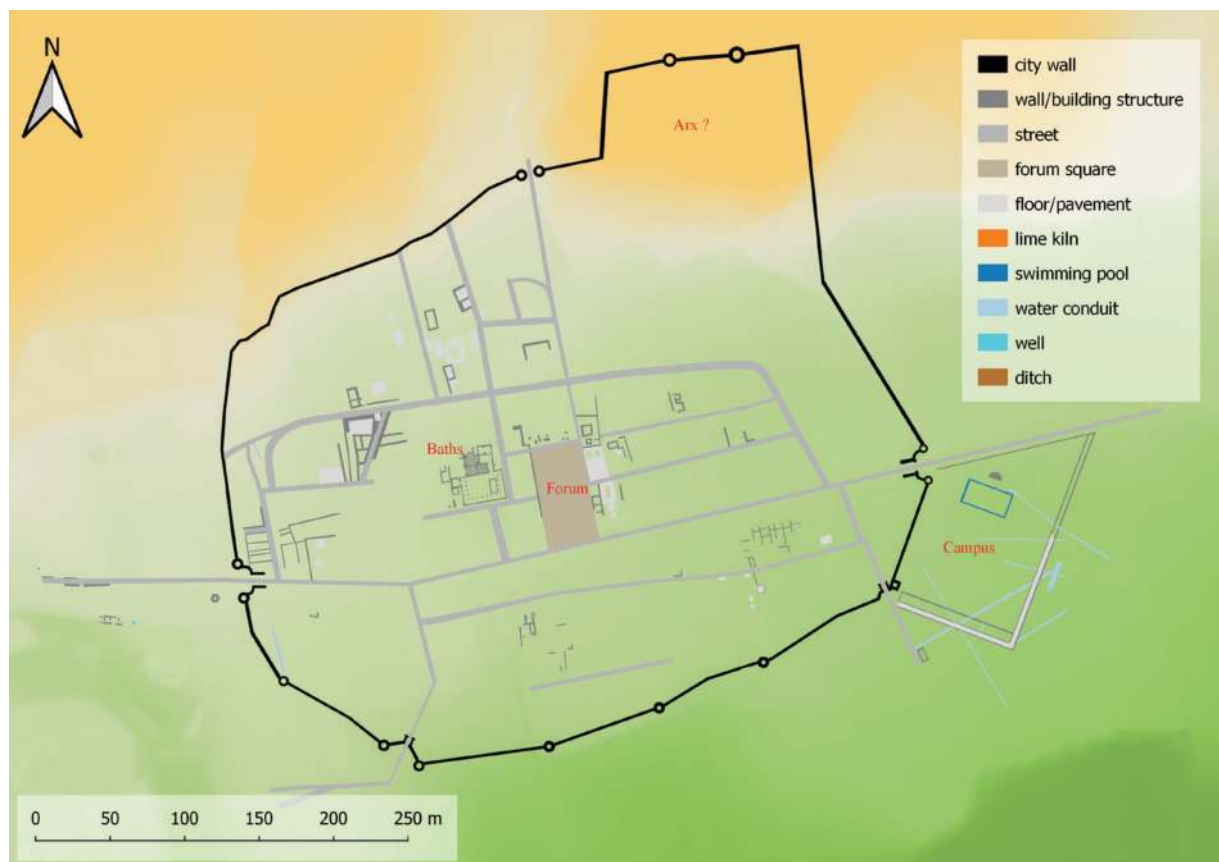 N
city wall
wall/building structure
street
forum square
floor/pavement
lime kiln
swimming pool
water conduit
well
ditch
Arx ?
Baths
Forum
Campus
0 50 100 150 200 250 m